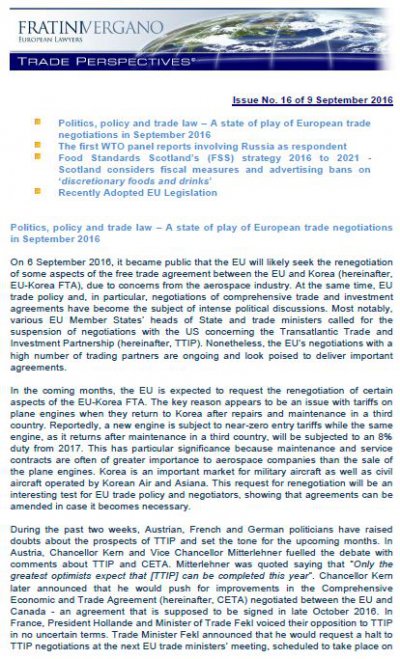 FRATINIVERGANO
EUROPEAN LAWYERS
TRADE PERSPECTIVES®
Issue No. 16 of 9 September 2016
Politics, policy and trade law – A state of play of European trade
negotiations in September 2016
The first WTO panel reports involving Russia as respondent
Food Standards Scotland's (FSS) strategy 2016 to 2021 -
Scotland considers fiscal measures and advertising bans on
'discretionary foods and drinks'
Recently Adopted EU Legislation
Politics, policy and trade law – A state of play of European trade negotiations
in September 2016
On 6 September 2016, it became public that the EU will likely seek the renegotiation
of some aspects of the free trade agreement between the EU and Korea (hereinafter,
EU-Korea FTA), due to concerns from the aerospace industry. At the same time, EU
trade policy and, in particular, negotiations of comprehensive trade and investment
agreements have become the subject of intense political discussions. Most notably,
various EU Member States' heads of State and trade ministers called for the
suspension of negotiations with the US concerning the Transatlantic Trade and
Investment Partnership (hereinafter, TTIP). Nonetheless, the EU's negotiations with a
high number of trading partners are ongoing and look poised to deliver important
agreements.
In the coming months, the EU is expected to request the renegotiation of certain
aspects of the EU-Korea FTA. The key reason appears to be an issue with tariffs on
plane engines when they return to Korea after repairs and maintenance in a third
country. Reportedly, a new engine is subject to near-zero entry tariffs while the same
engine, as it returns after maintenance in a third country, will be subjected to an 8%
duty from 2017. This has particular significance because maintenance and service
contracts are often of greater importance to aerospace companies than the sale of
the plane engines. Korea is an important market for military aircraft as well as civil
aircraft operated by Korean Air and Asiana. This request for renegotiation will be an
interesting test for EU trade policy and negotiators, showing that agreements can be
amended in case it becomes necessary.
During the past two weeks, Austrian, French and German politicians have raised
doubts about the prospects of TTIP and set the tone for the upcoming months. In
Austria, Chancellor Kern and Vice Chancellor Mitterlehner fuelled the debate with
comments about TTIP and CETA. Mitterlehner was quoted saying that "Only the
greatest optimists expect that [TTIP] can be completed this year". Chancellor Kern
later announced that he would push for improvements in the Comprehensive
Economic and Trade Agreement (hereinafter, CETA) negotiated between the EU and
Canada - an agreement that is supposed to be signed in late October 2016. In
France, President Hollande and Minister of Trade Fekl voiced their opposition to TTIP
in no uncertain terms. Trade Minister Fekl announced that he would request a halt to
TTIP negotiations at the next EU trade ministers' meeting, scheduled to take place on